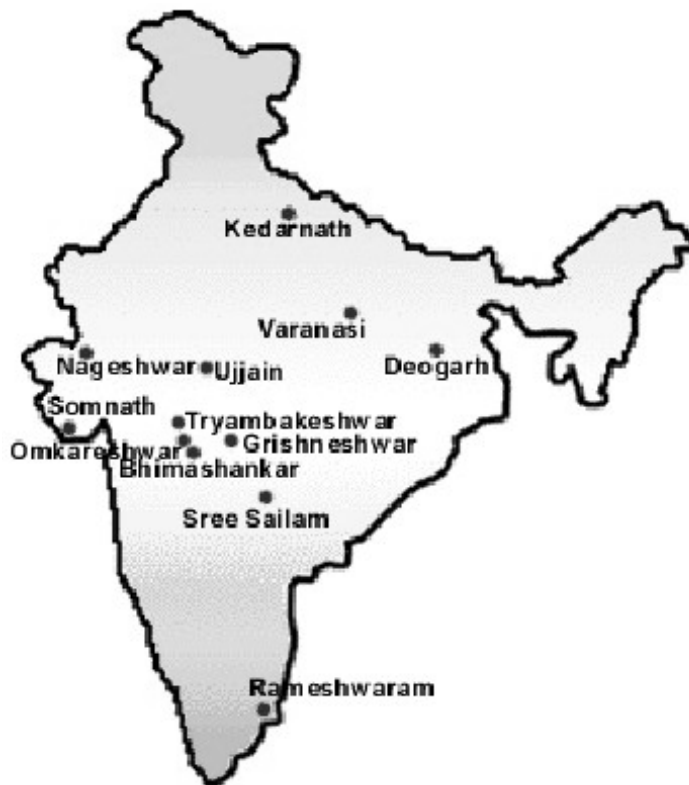 Kedarnath
Varanasi
Nageshwar
Ujjain
Deogarh
Somnath
Tryambakeshwar
Omkareshwar
Grishneshwar
Bhimashankar
Sree Sailam
Rameshwaram